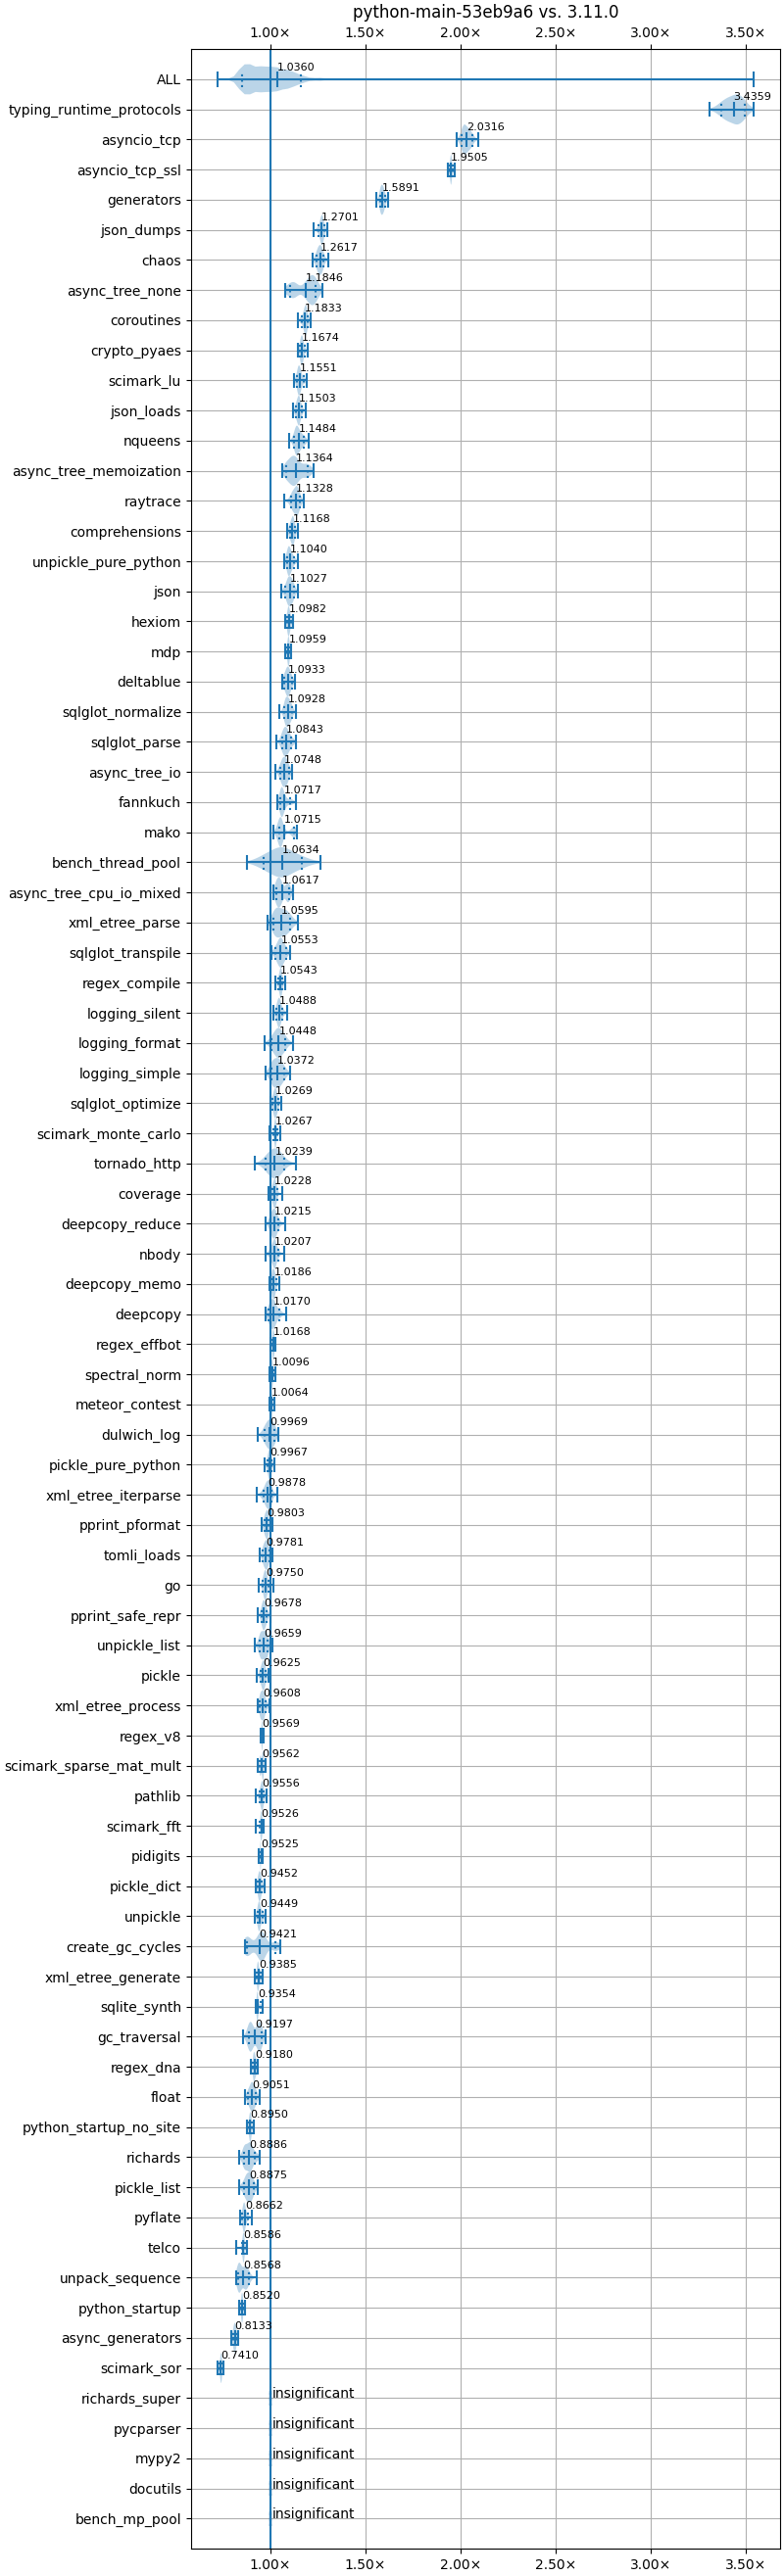 python-main-53eb9a6 vs. 3.11.0
1.00× 1.50× 2.00× 2.50× 3.00× 3.50×
ALL 1.0360
typing_runtime_protocols 3.4359
asyncio_tcp 2.0316
asyncio_tcp_ssl 1.9505
generators 1.5891
json_dumps 1.2701
chaos 1.2617
async_tree_none 1.1846
coroutines 1.1833
crypto_pyaes 1.1674
scimark_lu 1.1551
json_loads 1.1503
nqueens 1.1484
async_tree_memoization 1.1364
raytrace 1.1328
comprehensions 1.1168
unpickle_pure_python 1.1040
json 1.1027
hexiom 1.0982
mdp 1.0959
deltablue 1.0933
sqlglot_normalize 1.0928
sqlglot_parse 1.0843
async_tree_io 1.0748
fannkuch 1.0717
mako 1.0715
bench_thread_pool 1.0634
async_tree_cpu_io_mixed 1.0617
xml_etree_parse 1.0595
sqlglot_transpile 1.0553
regex_compile 1.0543
logging_silent 1.0488
logging_format 1.0448
logging_simple 1.0372
sqlglot_optimize 1.0269
scimark_monte_carlo 1.0267
tornado_http 1.0239
coverage 1.0228
deepcopy_reduce 1.0215
nbody 1.0207
deepcopy_memo 1.0186
deepcopy 1.0170
regex_effbot 1.0168
spectral_norm 1.0096
meteor_contest 1.0064
dulwich_log 0.9969
pickle_pure_python 0.9967
xml_etree_iterparse 0.9878
pprint_pformat 0.9803
tomli_loads 0.9781
go 0.9750
pprint_safe_repr 0.9678
unpickle_list 0.9659
pickle 0.9625
xml_etree_process 0.9608
regex_v8 0.9569
scimark_sparse_mat_mult 0.9562
pathlib 0.9556
scimark_fft 0.9526
pidigits 0.9525
pickle_dict 0.9452
unpickle 0.9449
create_gc_cycles 0.9421
xml_etree_generate 0.9385
sqlite_synth 0.9354
gc_traversal 0.9197
regex_dna 0.9180
float 0.9051
python_startup_no_site 0.8950
richards 0.8886
pickle_list 0.8875
pyflate 0.8662
telco 0.8586
unpack_sequence 0.8568
python_startup 0.8520
async_generators 0.8133
scimark_sor 0.7410
richards_super insignificant
pycparser insignificant
mypy2 insignificant
docutils insignificant
bench_mp_pool insignificant
1.00× 1.50× 2.00× 2.50× 3.00× 3.50×